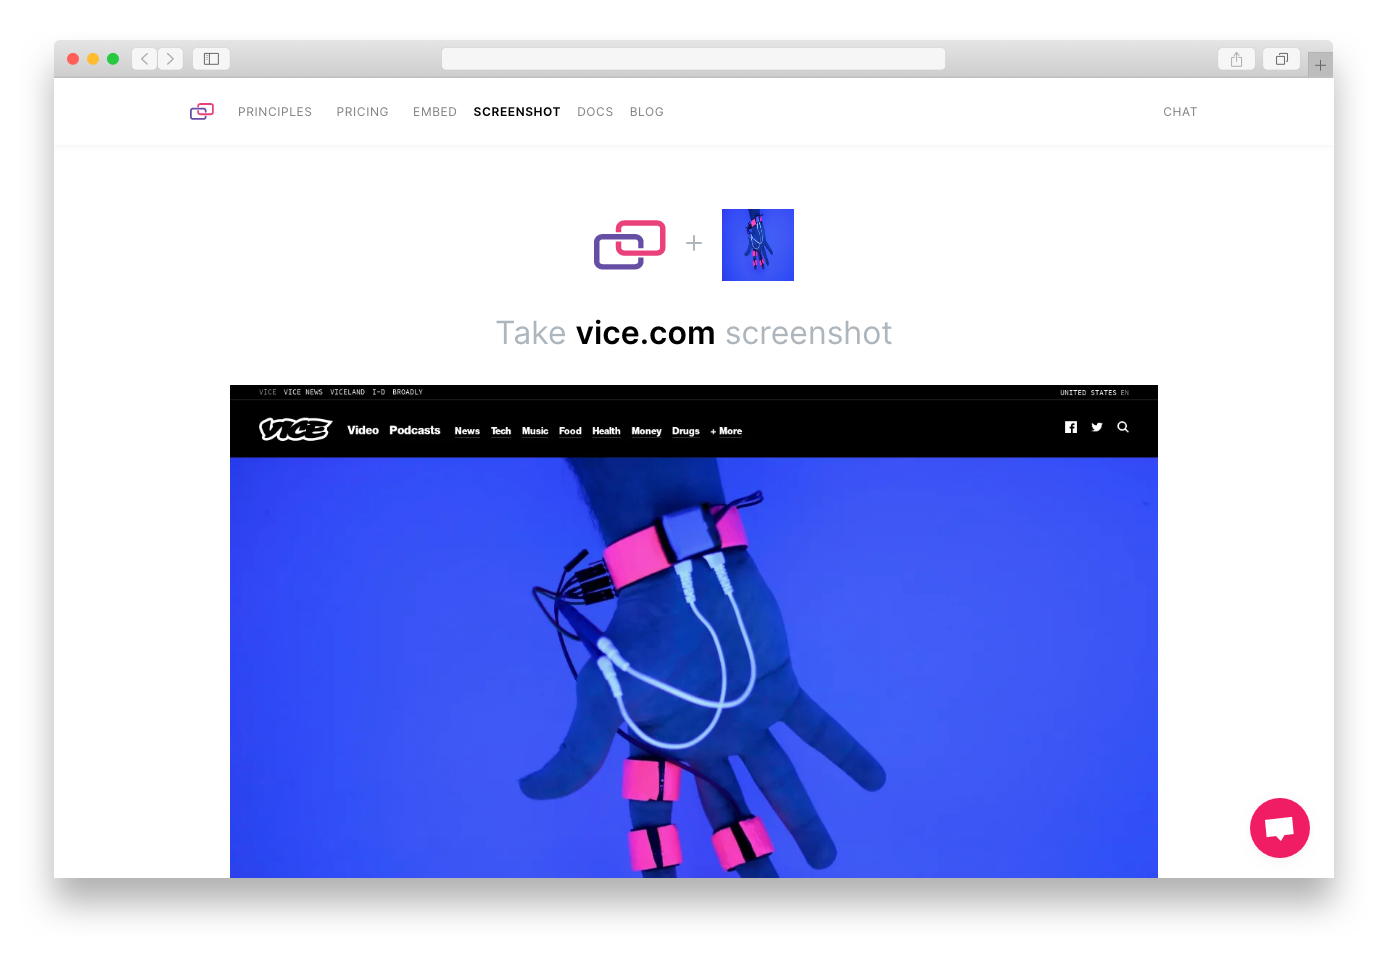 PRINCIPLES PRICING EMBED SCREENSHOT DOCS BLOG CHAT
Take vice.com screenshot
VICE VICE NEWS VICELAND I-D BROADLY UNITED STATES EN
VICE Video Podcasts News Tech Music Food Health Money Drugs + More